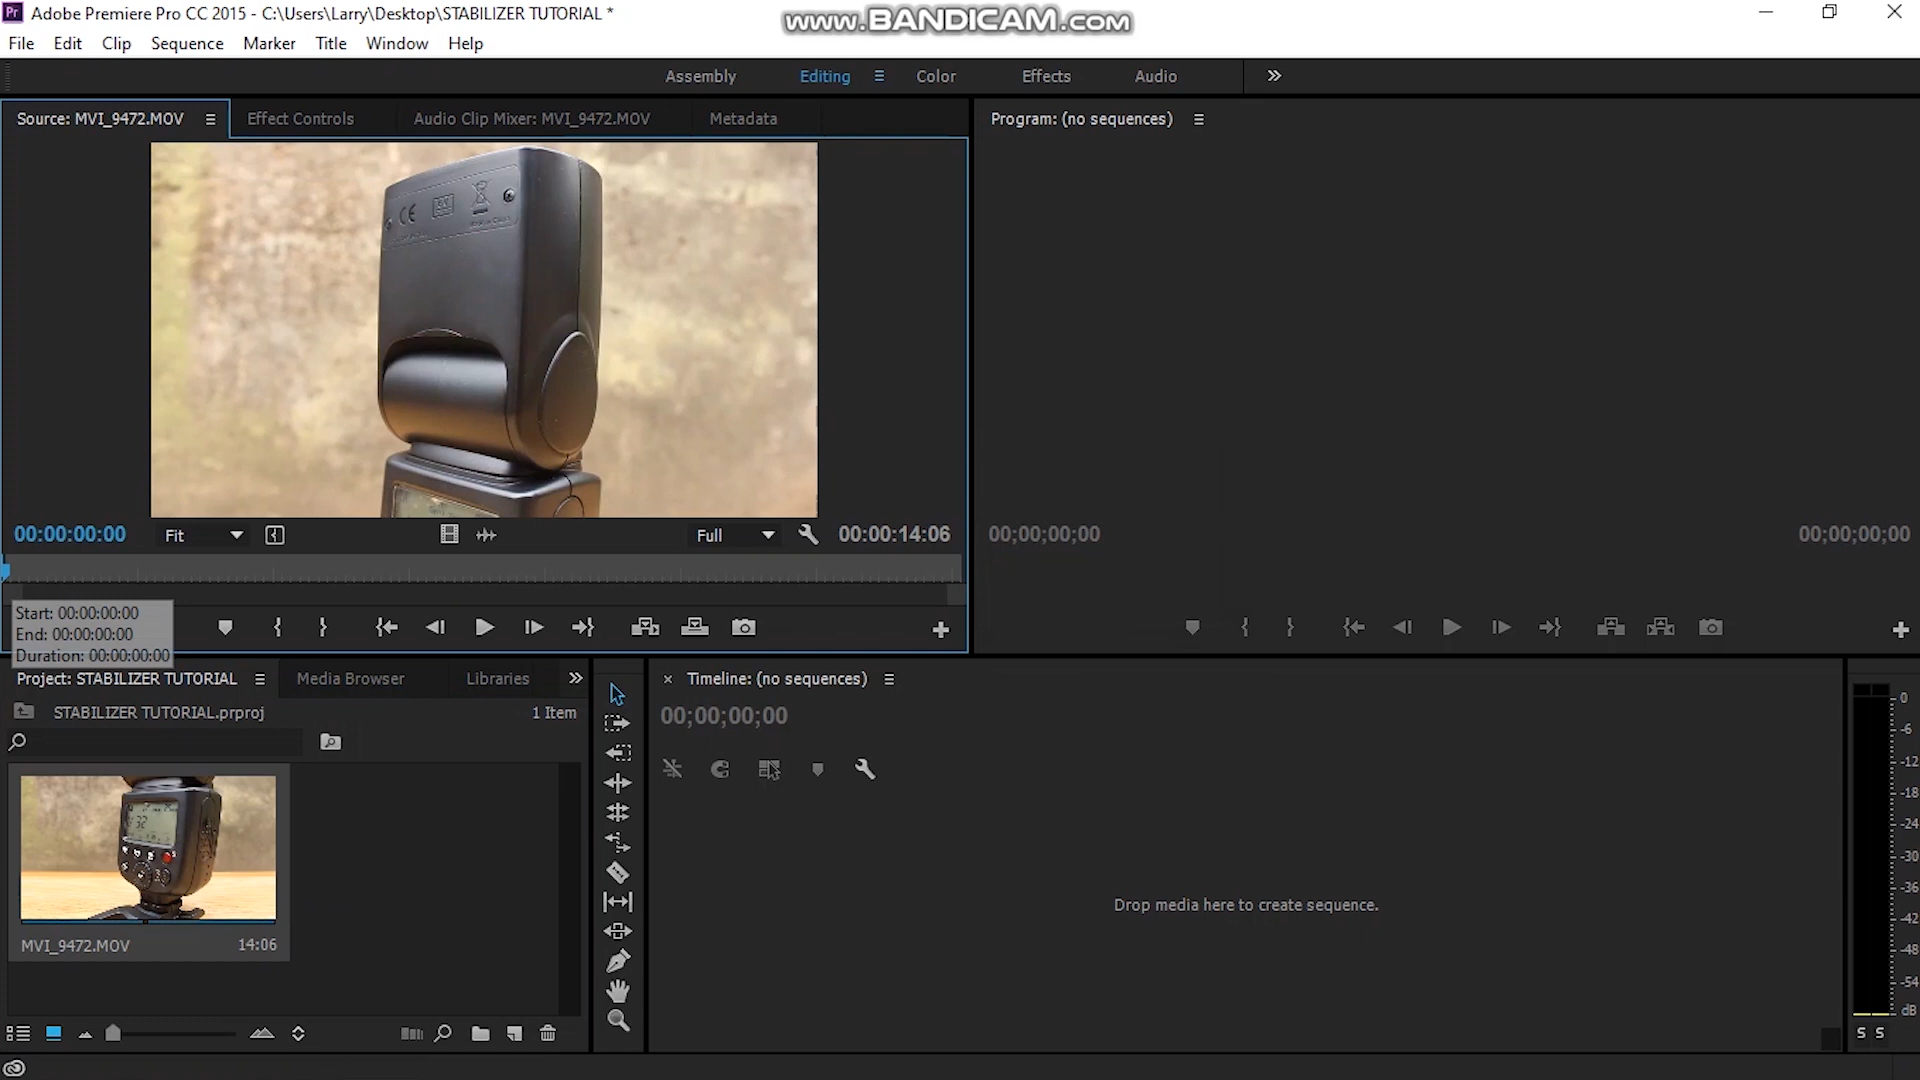 Adobe Premiere Pro CC 2015 - C:\Users\Larry\Desktop\STABILIZER TUTORIAL *
www.BANDICAM.com
File Edit Clip Sequence Marker Title Window Help
Assembly Editing Color Effects Audio
Source: MVI_9472.MOV Effect Controls Audio Clip Mixer: MVI_9472.MOV Metadata
Program: (no sequences)
CE
00:00:00:00 Fit Full 00:00:14:06
00;00;00;00 00;00;00;00
Start: 00:00:00:00
End: 00:00:00:00
Duration: 00:00:00:00
Project: STABILIZER TUTORIAL Media Browser Libraries
STABILIZER TUTORIAL.prproj 1 Item
32
MVI_9472.MOV 14:06
Timeline: (no sequences)
00;00;00;00
Drop media here to create sequence.
0
-6
-12
-18
-24
-30
-36
-42
-48
-54
dB
S S